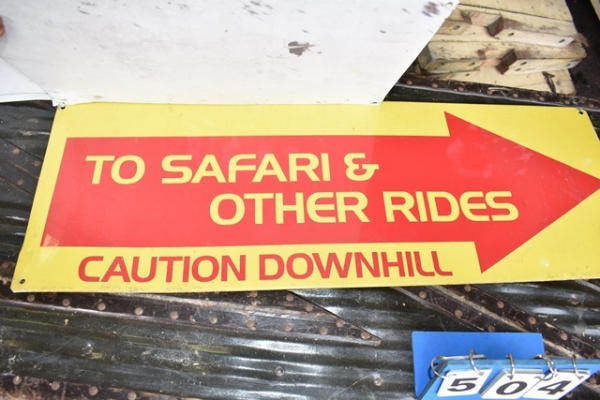 TO SAFARI &
OTHER RIDES
CAUTION DOWNHILL
504